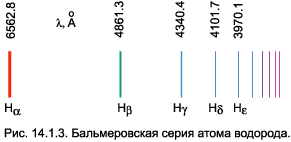 6562.8 4861.3 4340.4 4101.7 3970.1
λ, Å
Hα Hβ Hγ Hδ Hε
Рис. 14.1.3. Бальмеровская серия атома водорода.